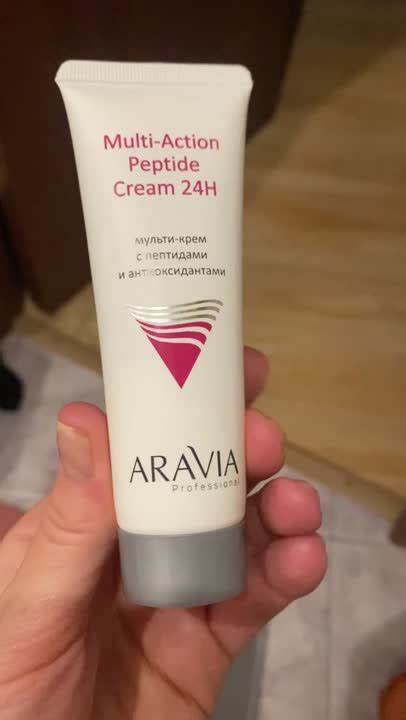 Multi-Action
Peptide
Cream 24H
мульти-крем
с пептидами
и антиоксидантами
ARAVIA
Professional